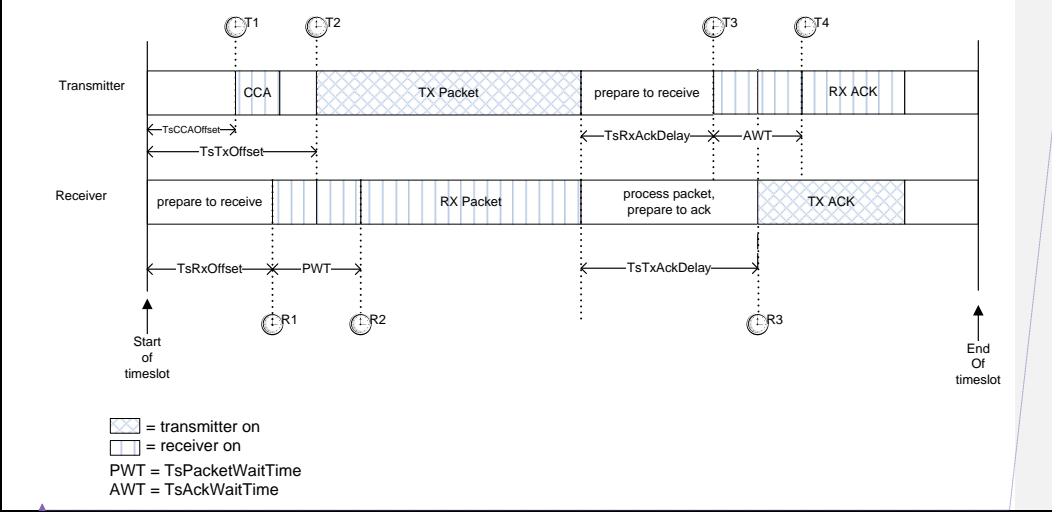 T1
T2
T3
T4
Transmitter
CCA
TX Packet
prepare to receive
RX ACK
TsCCAOffset
TsRxAckDelay
AWT
TsTxOffset
Receiver
prepare to receive
RX Packet
process packet,
prepare to ack
TX ACK
TsRxOffset
PWT
TsTxAckDelay
R1
R2
R3
Start
of
timeslot
End
Of
timeslot
= transmitter on
= receiver on
PWT = TsPacketWaitTime
AWT = TsAckWaitTime